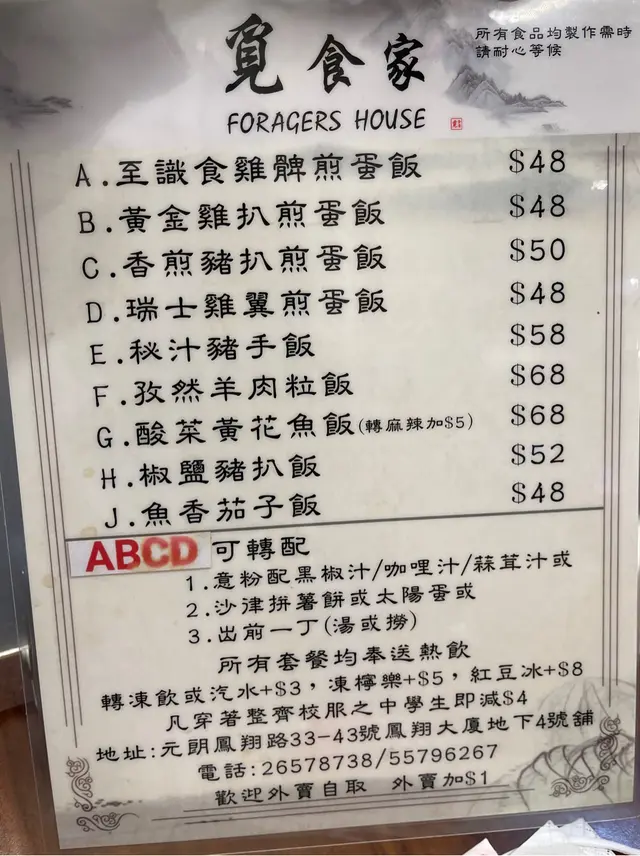 覓食家
所有食品均製作需時
請耐心等候
FORAGERS HOUSE
A.至識食雞髀煎蛋飯 $48
B.黃金雞扒煎蛋飯 $48
C.香煎豬扒煎蛋飯 $50
D.瑞士雞翼煎蛋飯 $48
E.秘汁豬手飯 $58
F.孜然羊肉粒飯 $68
G.酸菜黃花魚飯(轉麻辣加$5) $68
H.椒鹽豬扒飯 $52
J.魚香茄子飯 $48
ABCD 可轉配
1.意粉配黑椒汁/咖哩汁/蒜茸汁或
2.沙律拼薯餅或太陽蛋或
3.出前一丁(湯或撈)
所有套餐均奉送熱飲
轉凍飲或汽水+$3，凍檸樂+$5，紅豆冰+$8
凡穿著整齊校服之中學生即減$4
地址:元朗鳳翔路33-43號鳳翔大廈地下4號舖
電話:26578738/55796267
歡迎外賣自取 外賣加$1